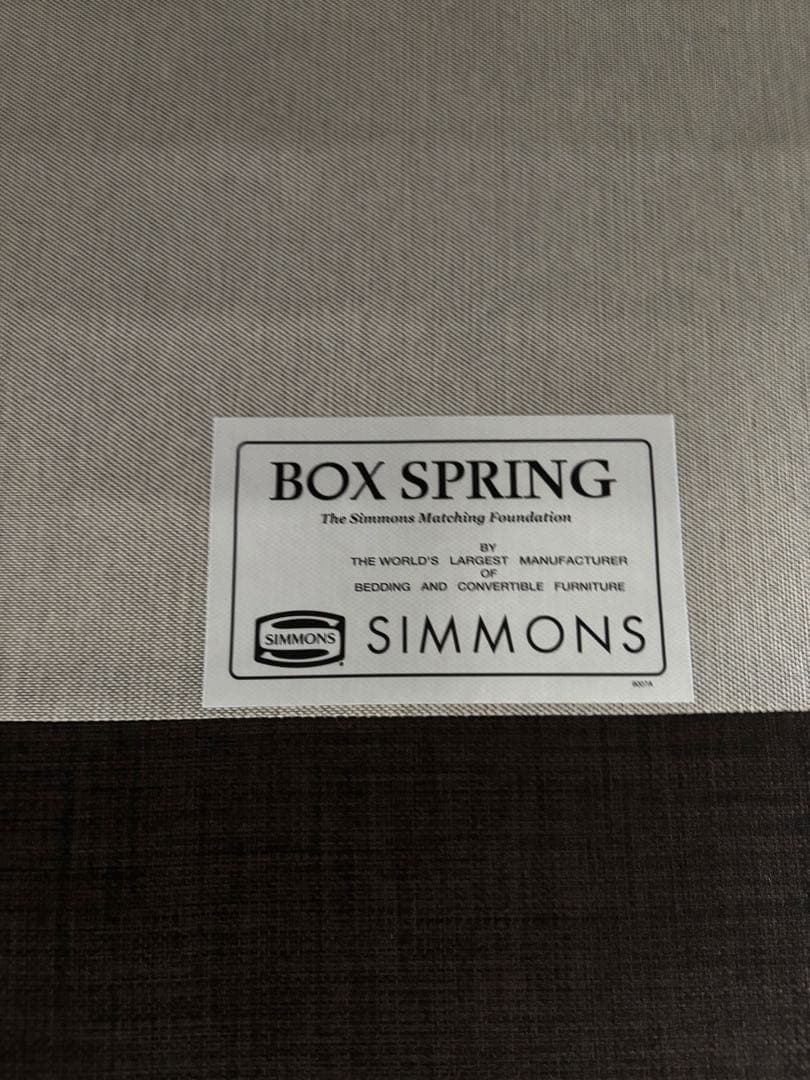 BOX SPRING
The Simmons Matching Foundation
BY
THE WORLD'S LARGEST MANUFACTURER
OF
BEDDING AND CONVERTIBLE FURNITURE
SIMMONS SIMMONS